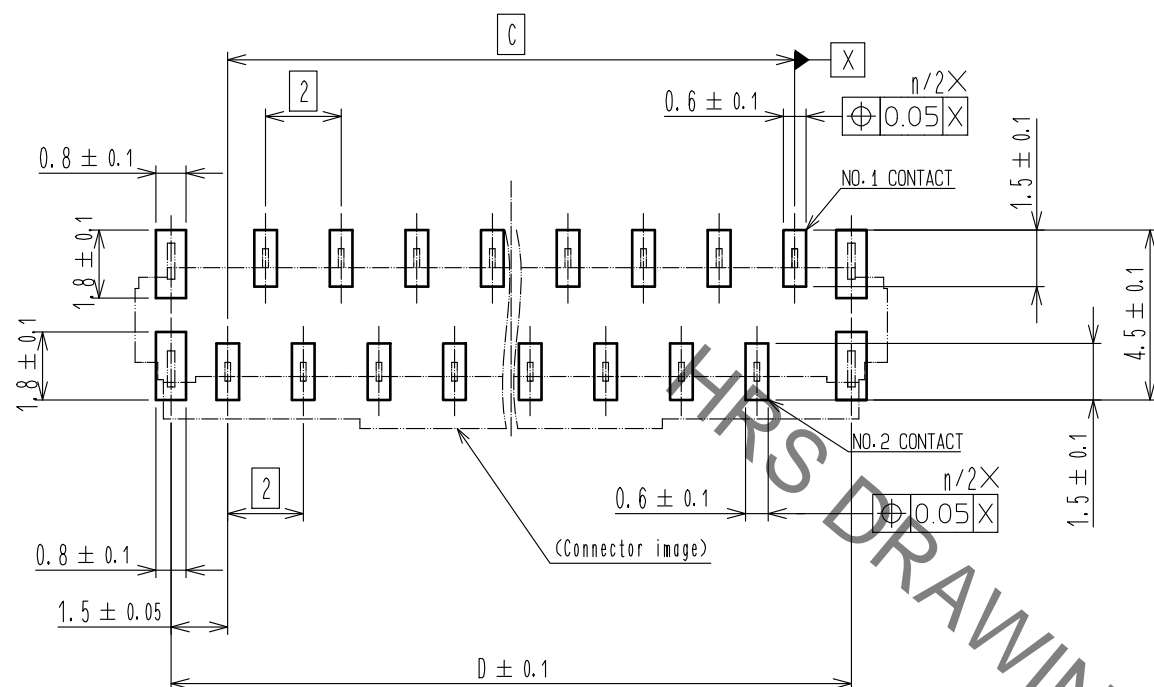 C
X
2
n/2X
0.6 ± 0.1
⌖ 0.05 X
0.8 ± 0.1
NO.1 CONTACT
1.5 ± 0.1
1.8 ± 0.1
4.5 ± 0.1
1.8 ± 0.1
NO.2 CONTACT
2
n/2X
0.6 ± 0.1
⌖ 0.05 X
1.5 ± 0.1
(Connector image)
0.8 ± 0.1
1.5 ± 0.05
D ± 0.1
HRS DRAWIN